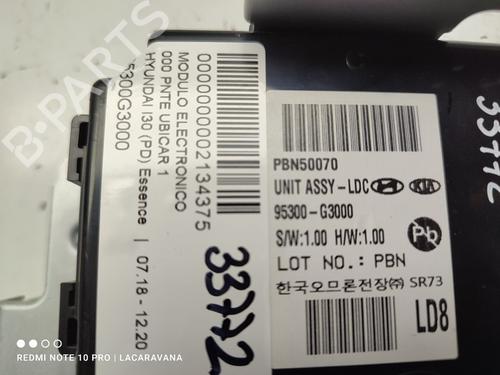 B-PARTS
000000002134375
MODULO ELECTRONICO
000 PNTE UBICAR 1
HYUNDAI I30 (PD) Essence | 07.18 - 12.20
95300G3000
33772
PBN50070
UNIT ASSY-LDC
KIA
95300-G3000
S/W:1.00 H/W:1.00
Pb
LOT NO.: PBN
한국오므론전장㈜ SR73
LD8
33772
REDMI NOTE 10 PRO | LACARAVANA